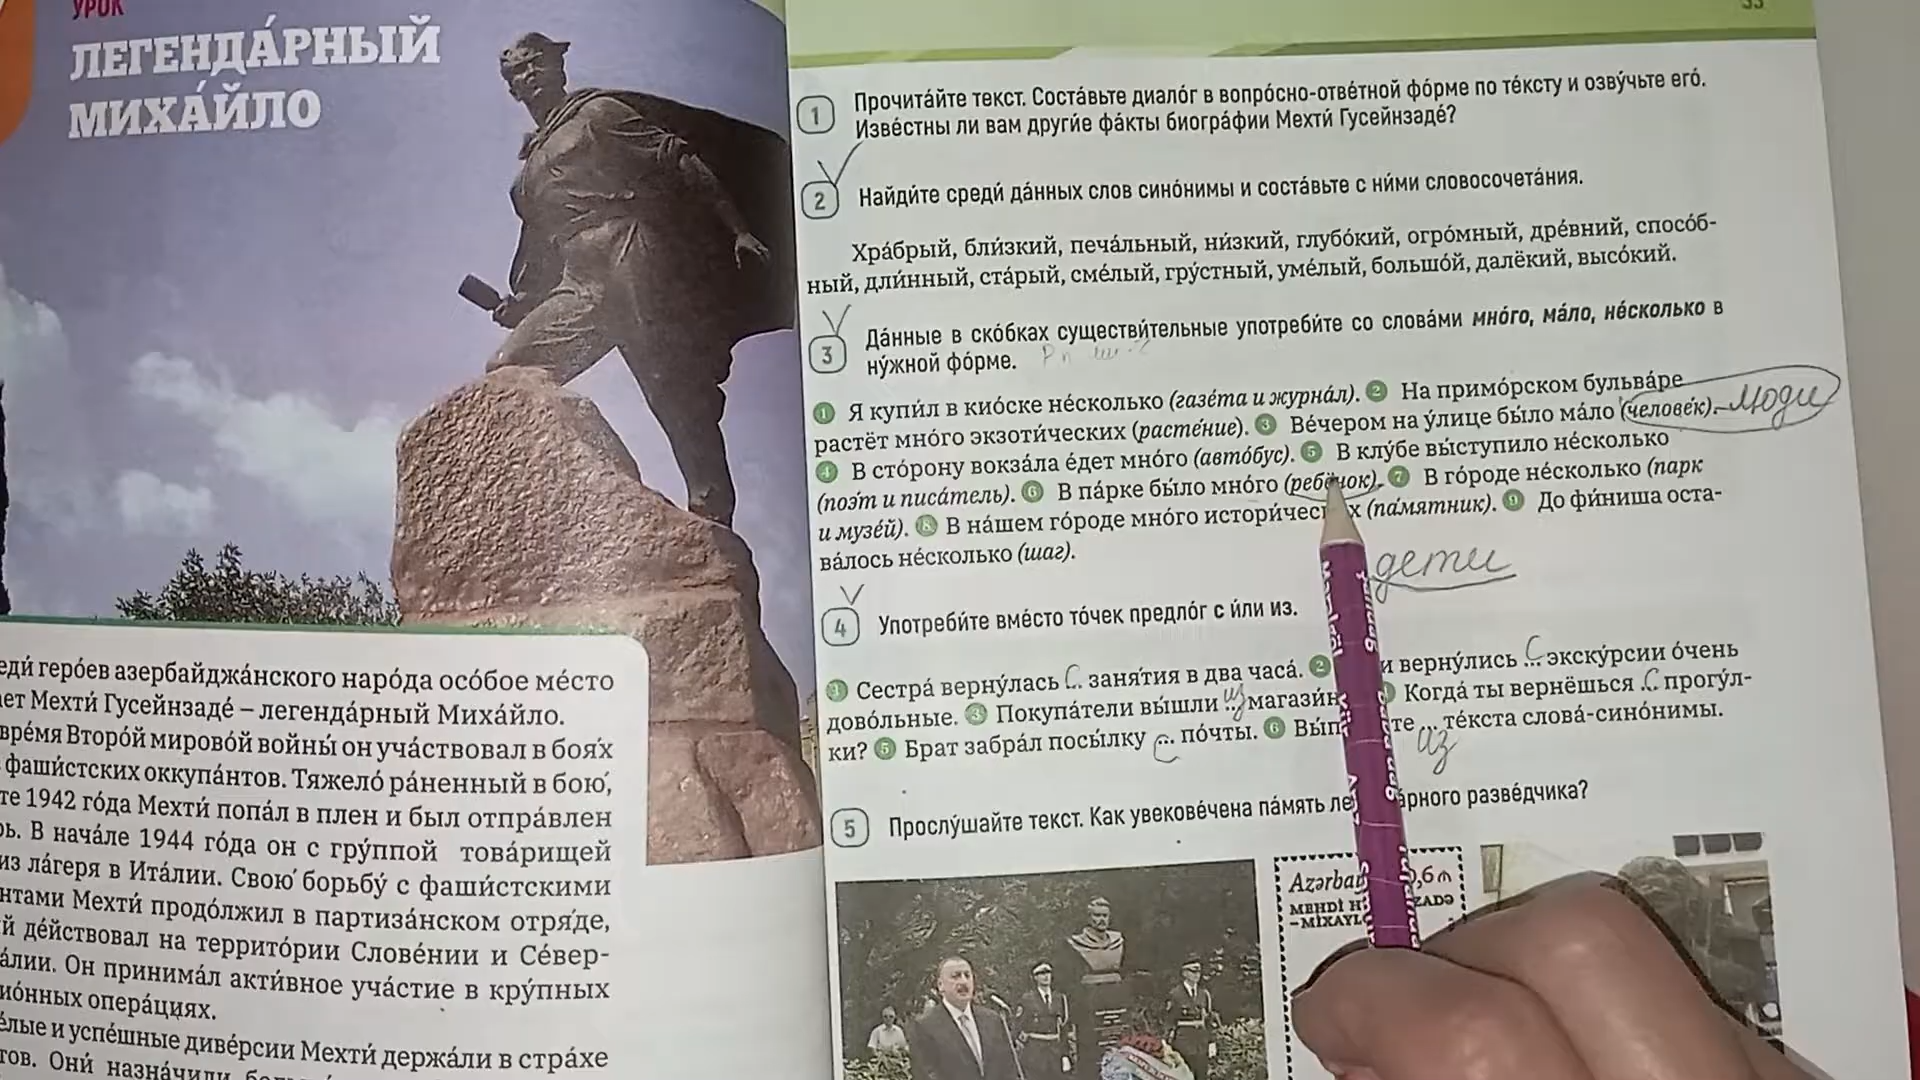 УРОК
ЛЕГЕНДА́РНЫЙ
МИХА́ЙЛО
еди́ геро́ев азербайджа́нского наро́да осо́бое ме́сто
ает Мехти́ Гусейнзаде́ – легенда́рный Миха́йло.
вре́мя Второ́й мирово́й войны́ он уча́ствовал в боя́х
фаши́стских оккупа́нтов. Тяжело́ ра́ненный в бою́,
те 1942 го́да Мехти́ попа́л в плен и был отпра́влен
рь. В нача́ле 1944 го́да он с гру́ппой това́рищей
из ла́геря в Ита́лии. Свою́ борьбу́ с фаши́стскими
нтами Мехти́ продо́лжил в партиза́нском отря́де,
й де́йствовал на террито́рии Слове́нии и Се́вер-
а́лии. Он принима́л акти́вное уча́стие в кру́пных
ио́нных опера́циях.
е́лые и успе́шные диве́рсии Мехти́ держа́ли в стра́хе
тов. Они́ назна́чили
1 Прочита́йте текст. Соста́вьте диало́г в вопро́сно-отве́тной фо́рме по те́ксту и озву́чьте его́.
Изве́стны ли вам други́е фа́кты биогра́фии Мехти́ Гусейнзаде́?
2 Найди́те среди́ да́нных слов сино́нимы и соста́вьте с ни́ми словосочета́ния.
Хра́брый, бли́зкий, печа́льный, ни́зкий, глубо́кий, огро́мный, дре́вний, спосо́б-
ный, дли́нный, ста́рый, сме́лый, гру́стный, уме́лый, большо́й, далёкий, высо́кий.
3 Да́нные в ско́бках существи́тельные употреби́те со слова́ми мно́го, ма́ло, не́сколько в
ну́жной фо́рме.
1 Я купи́л в кио́ске не́сколько (газе́та и журна́л). 2 На примо́рском бульва́ре
растёт мно́го экзоти́ческих (расте́ние). 3 Ве́чером на у́лице бы́ло ма́ло (челове́к). люди
4 В сто́рону вокза́ла е́дет мно́го (авто́бус). 5 В клу́бе вы́ступило не́сколько
(поэ́т и писа́тель). 6 В па́рке бы́ло мно́го (ребёнок). 7 В го́роде не́сколько (парк
и музе́й). 8 В на́шем го́роде мно́го истори́ческ х (па́мятник). 9 До фи́ниша оста-
ва́лось не́сколько (шаг).
дети
4 Употреби́те вме́сто то́чек предло́г с и́ли из.
1 Сестра́ верну́лась с заня́тия в два часа́. 2 и верну́лись с экску́рсии о́чень
дово́льные. 3 Покупа́тели вы́шли из магази́н Когда́ ты вернёшься с прогу́л-
ки? 5 Брат забра́л посы́лку с по́чты. 6 Вы́п те из те́кста слова́-сино́нимы.
5 Прослу́шайте текст. Как увекове́чена па́мять ле а́рного разве́дчика?
Azərba 0,6 ₼
MEHDİ H ZADƏ
–MİXAYL